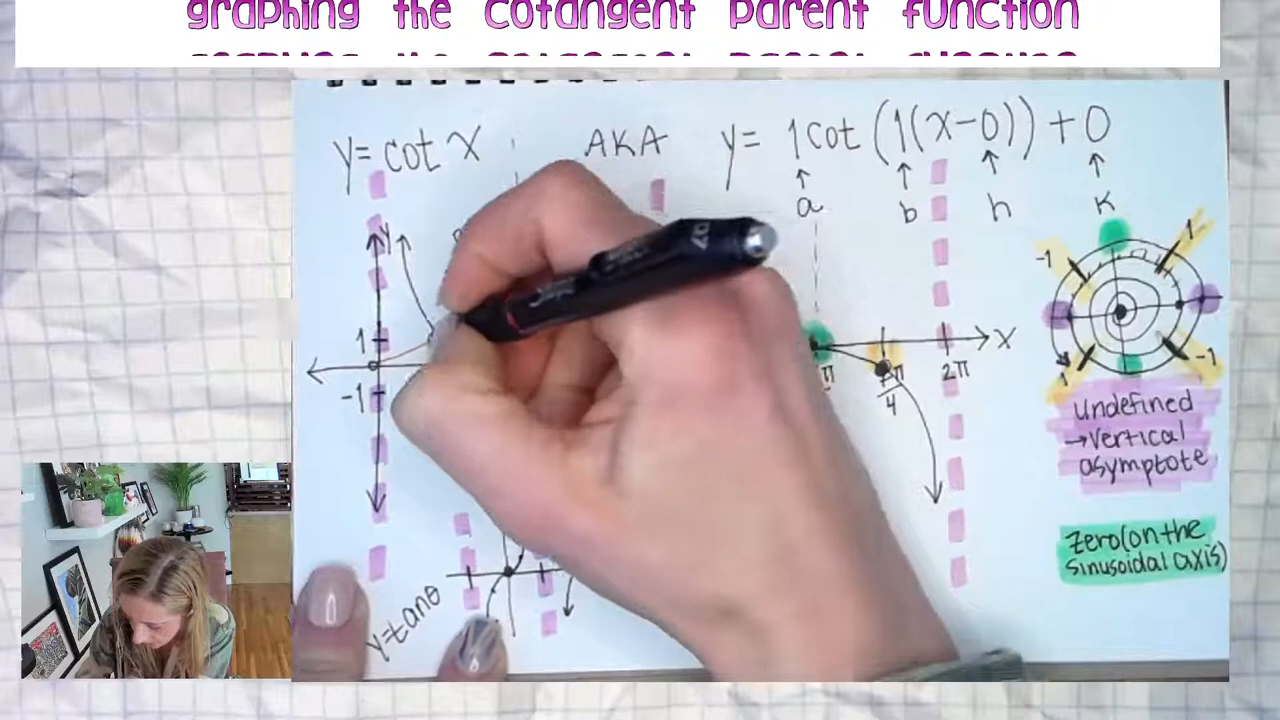 graphing the cotangent parent function
y= cot x AKA y= 1cot (1(x-0)) + 0
a b h k
y
1
-1
x
π
7π
4
2π
-1
1
1
-1
undefined
→vertical
asymptote
zero (on the
sinusoidal axis)
y=tanθ